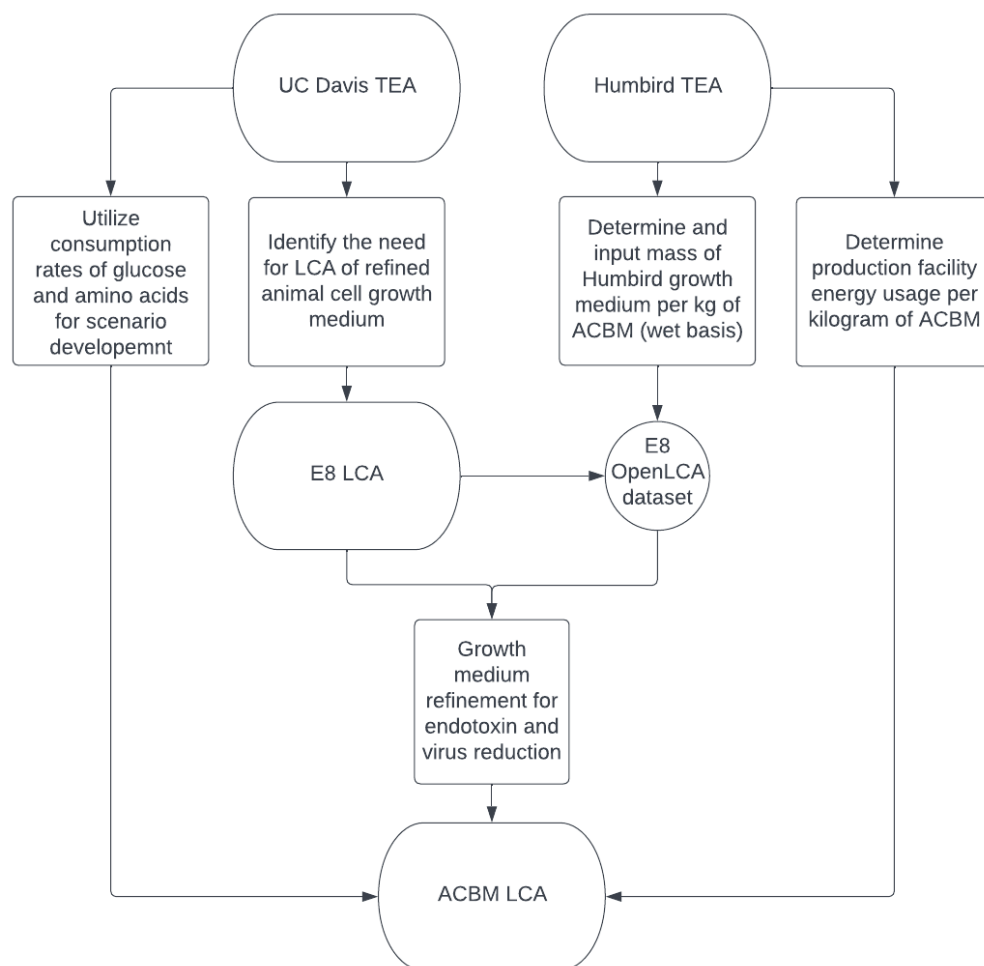 UC Davis TEA
Humbird TEA
Utilize
consumption
rates of glucose
and amino acids
for scenario
developemnt
Identify the need
for LCA of refined
animal cell growth
medium
Determine and
input mass of
Humbird growth
medium per kg of
ACBM (wet basis)
Determine
production facility
energy usage per
kilogram of ACBM
E8 LCA
E8
OpenLCA
dataset
Growth
medium
refinement for
endotoxin and
virus reduction
ACBM LCA